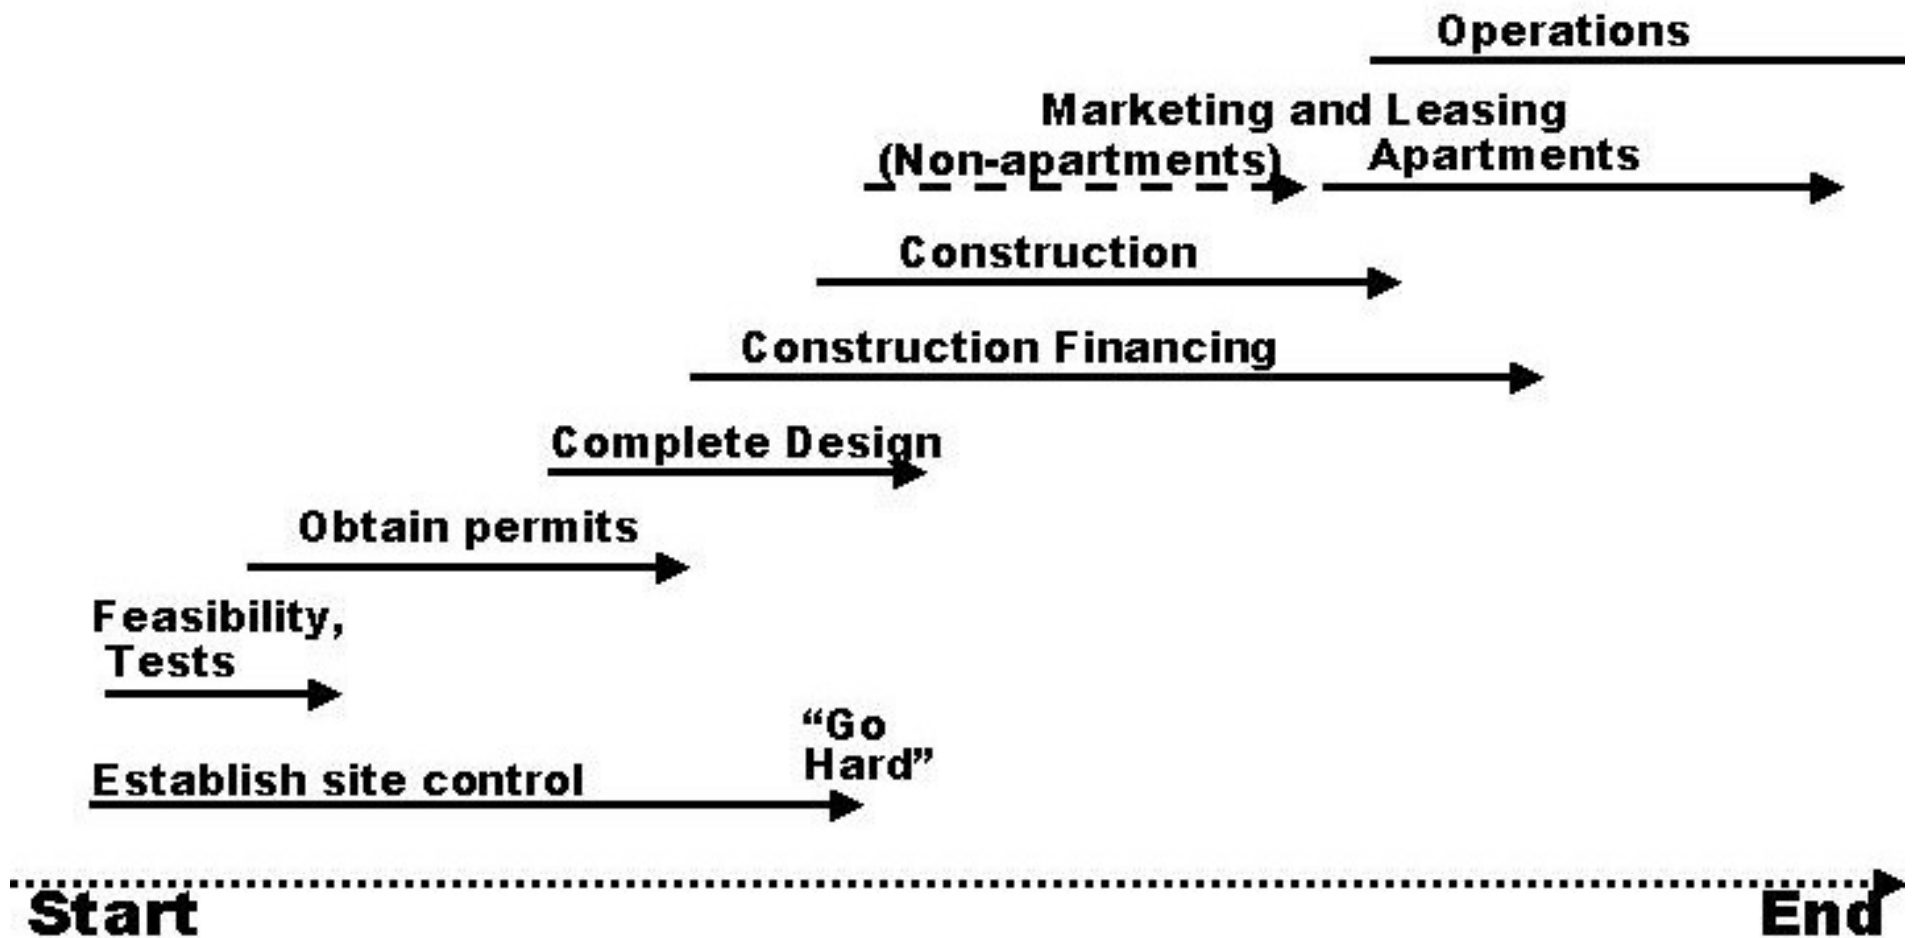 Operations
Marketing and Leasing
(Non-apartments)
Apartments
Construction
Construction Financing
Complete Design
Obtain permits
Feasibility,
Tests
“Go
Hard”
Establish site control
Start
End